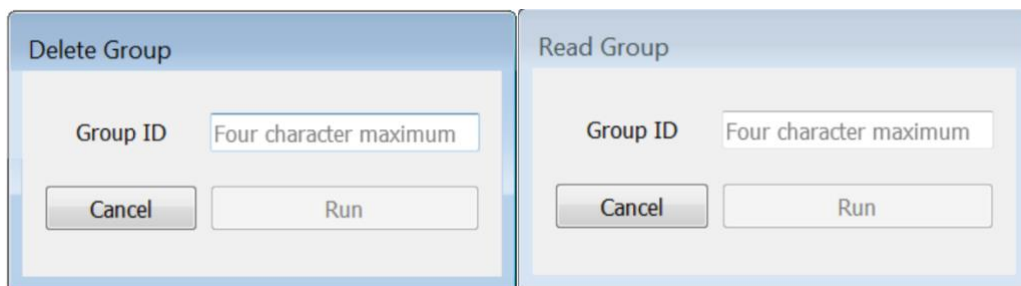 Delete Group
Group ID Four character maximum
Cancel Run
Read Group
Group ID Four character maximum
Cancel Run